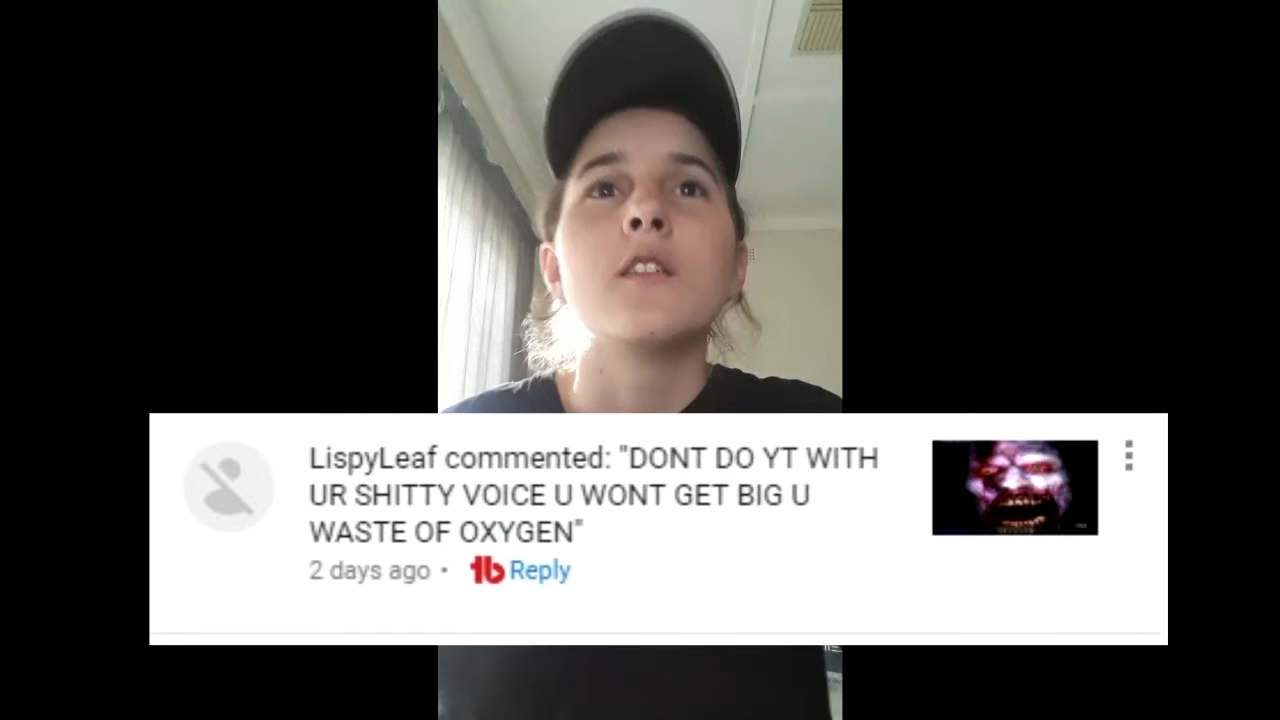 LispyLeaf commented: "DONT DO YT WITH
UR SHITTY VOICE U WONT GET BIG U
WASTE OF OXYGEN"
2 days ago • tb Reply